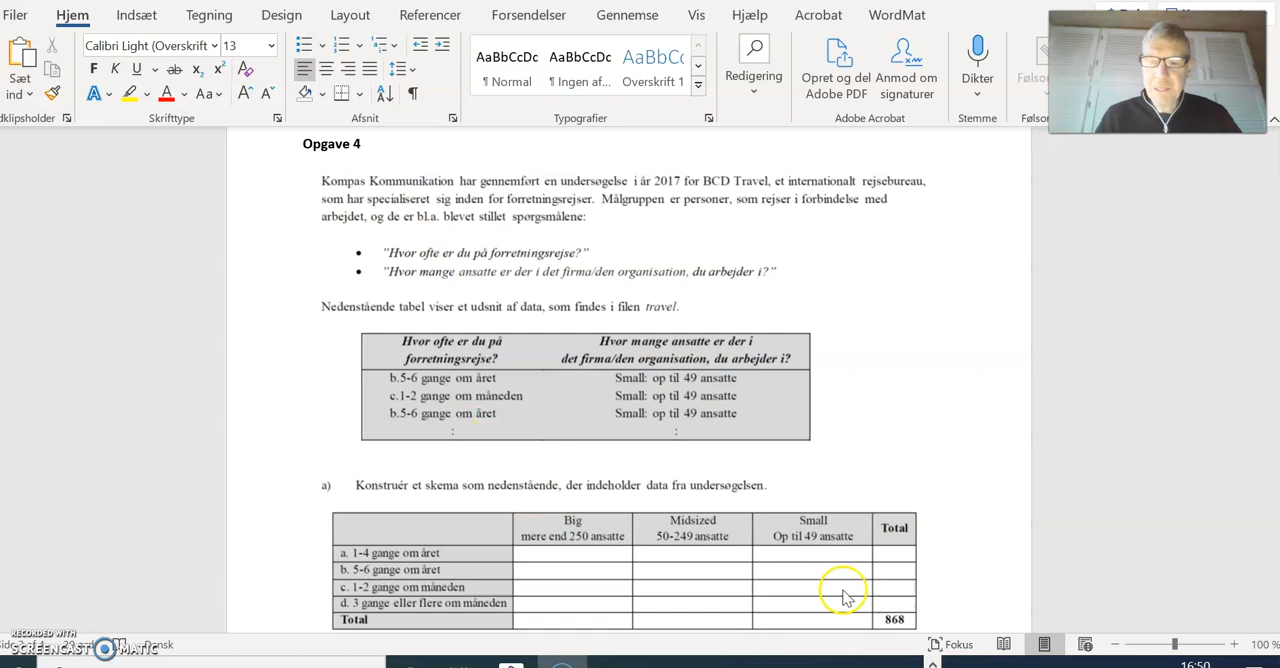 Filer Hjem Indsæt Tegning Design Layout Referencer Forsendelser Gennemse Vis Hjælp Acrobat WordMat
Calibri Light (Overskrift 13
AaBbCcDc AaBbCcDc AaBbCc
Sæt
ind
F K U ab x₂ x²
A A A Aa A A
¶ Normal ¶ Ingen af... Overskrift 1
Redigering
Opret og del
Adobe PDF
Anmod om
signaturer
Dikter
Følsor
dklipsholder Skrifttype Afsnit Typografier Adobe Acrobat Stemme Følson
Opgave 4
Kompas Kommunikation har gennemført en undersøgelse i år 2017 for BCD Travel, et internationalt rejsebureau,
som har specialiseret sig inden for forretningsrejser. Målgruppen er personer, som rejser i forbindelse med
arbejdet, og de er bl.a. blevet stillet spørgsmålene:
• ”Hvor ofte er du på forretningsrejse?”
• ”Hvor mange ansatte er der i det firma/den organisation, du arbejder i?”
Nedenstående tabel viser et udsnit af data, som findes i filen travel.
Hvor ofte er du på Hvor mange ansatte er der i
forretningsrejse? det firma/den organisation, du arbejder i?
b.5-6 gange om året Small: op til 49 ansatte
c.1-2 gange om måneden Small: op til 49 ansatte
b.5-6 gange om året Small: op til 49 ansatte
: :
a) Konstruér et skema som nedenstående, der indeholder data fra undersøgelsen.
Big Midsized Small Total
mere end 250 ansatte 50-249 ansatte Op til 49 ansatte
a. 1-4 gange om året
b. 5-6 gange om året
c. 1-2 gange om måneden
d. 3 gange eller flere om måneden
Total 868
RECORDED WITH
SCREENCAST MATIC
Dansk Fokus 100 %
16:50